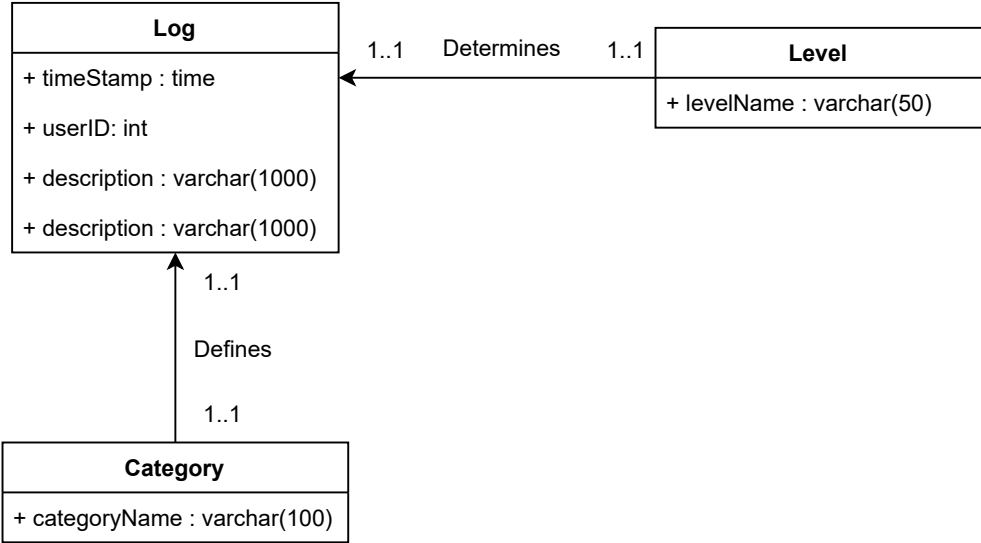 Log
+ timeStamp : time
+ userID: int
+ description : varchar(1000)
+ description : varchar(1000)
1..1
Determines
1..1
Level
+ levelName : varchar(50)
1..1
Defines
1..1
Category
+ categoryName : varchar(100)